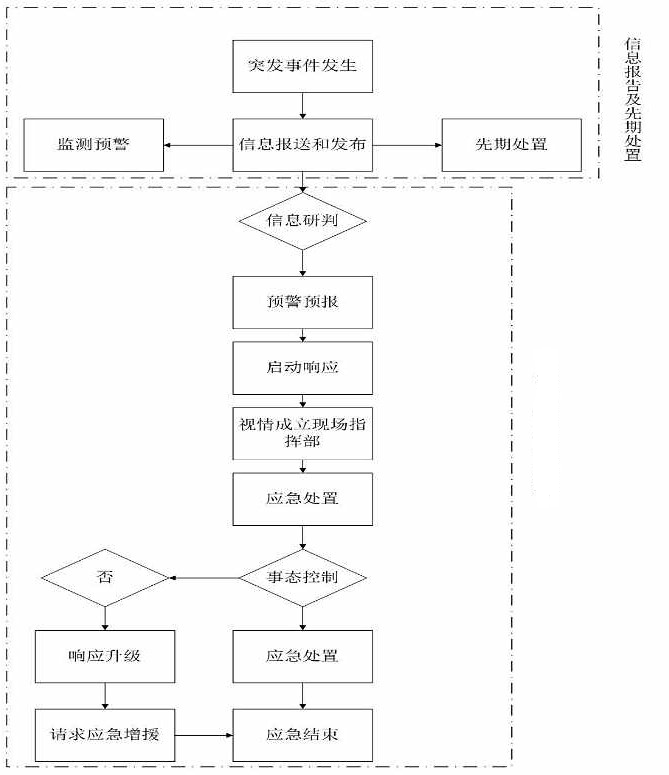 突发事件发生
监测预警
信息报送和发布
先期处置
信息报告及先期处置
信息研判
预警预报
启动响应
视情成立现场指
挥部
应急处置
否
事态控制
响应升级
应急处置
请求应急增援
应急结束